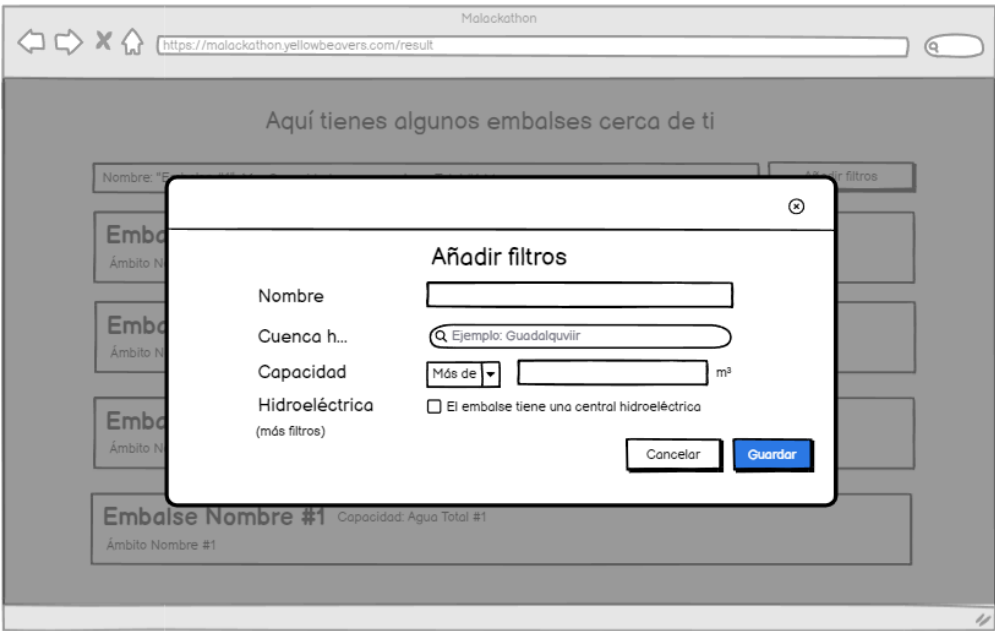 Malackathon
https://malackathon.yellowbeavers.com/result
Aquí tienes algunos embalses cerca de ti
Nombre: "E
Añadir filtros
Emba
Ámbito N
Emba
Ámbito N
Emba
Ámbito N
Embalse Nombre #1 Capacidad: Agua Total #1
Ámbito Nombre #1
Añadir filtros
Nombre
Cuenca h...
Ejemplo: Guadalquviir
Capacidad
Más de
m³
Hidroeléctrica
El embalse tiene una central hidroeléctrica
(más filtros)
Cancelar
Guardar